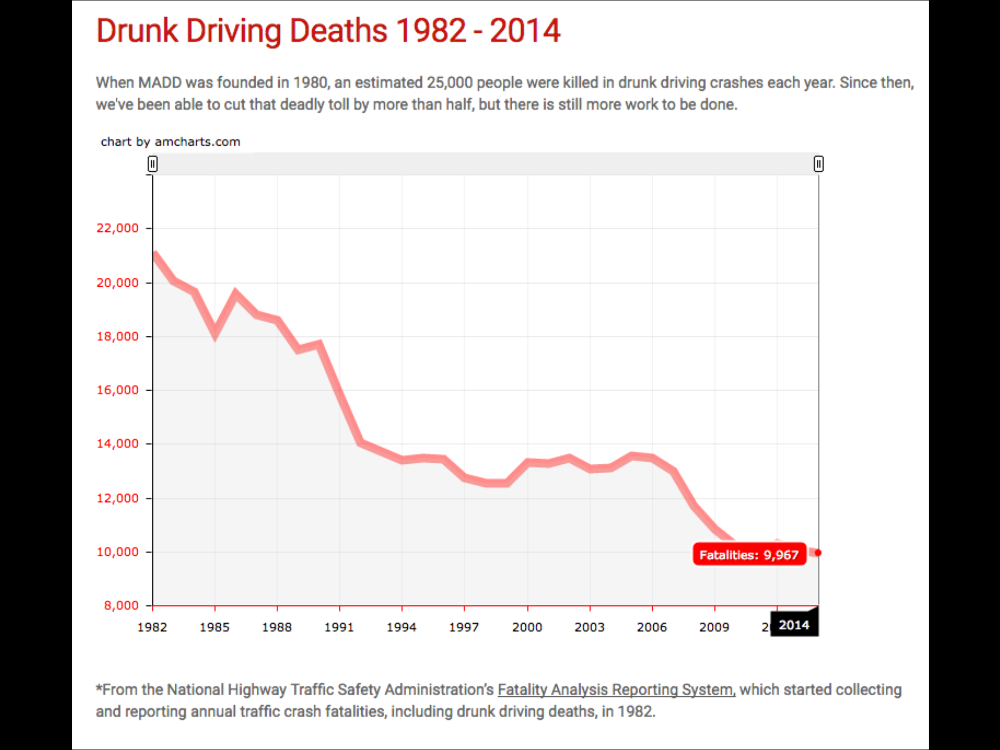 Drunk Driving Deaths 1982 - 2014
When MADD was founded in 1980, an estimated 25,000 people were killed in drunk driving crashes each year. Since then,
we've been able to cut that deadly toll by more than half, but there is still more work to be done.
chart by amcharts.com
22,000
20,000
18,000
16,000
14,000
12,000
10,000
Fatalities: 9,967
8,000
1982 1985 1988 1991 1994 1997 2000 2003 2006 2009 2014
*From the National Highway Traffic Safety Administration’s Fatality Analysis Reporting System, which started collecting
and reporting annual traffic crash fatalities, including drunk driving deaths, in 1982.